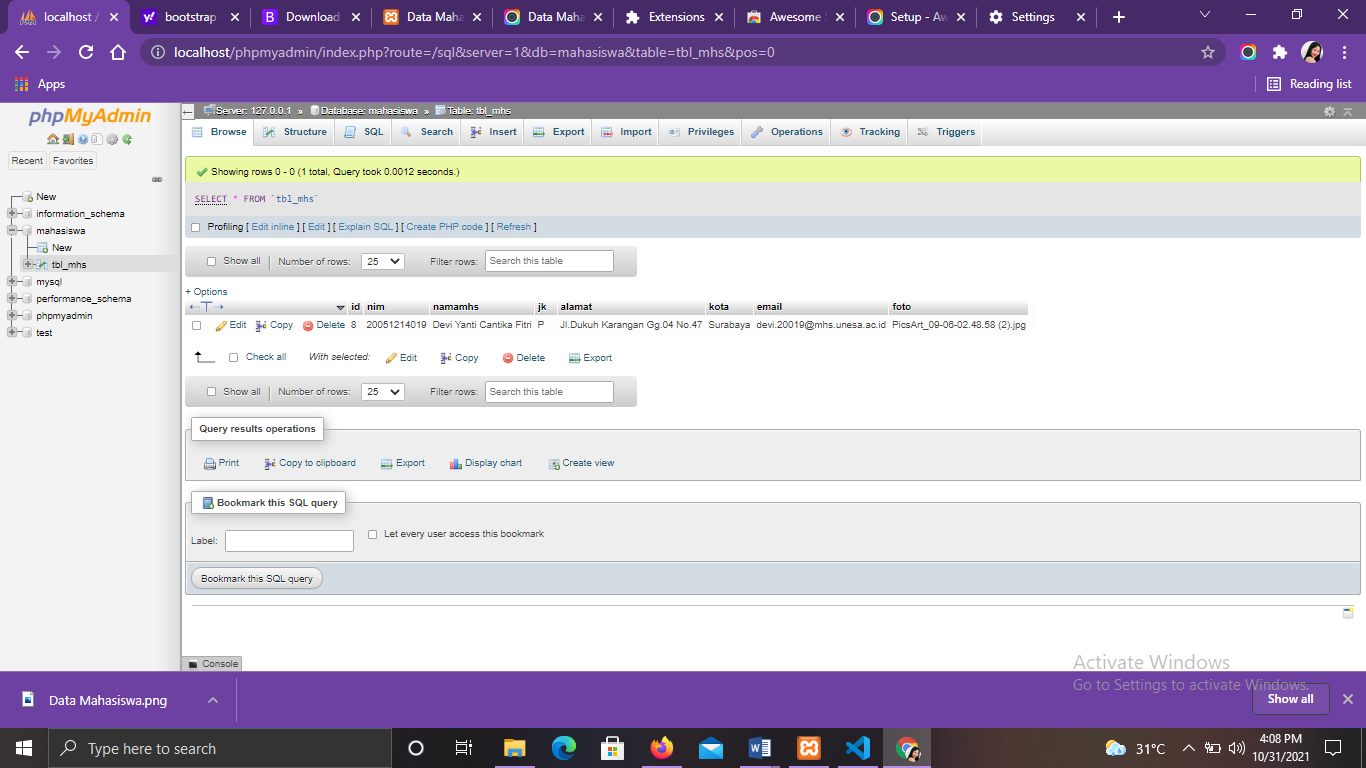 localhost /
bootstrap
Download
Data Maha
Data Maha
Extensions
Awesome
Setup - Aw
Settings
localhost/phpmyadmin/index.php?route=/sql&server=1&db=mahasiswa&table=tbl_mhs&pos=0
Apps
Reading list
phpMyAdmin
Recent
Favorites
New
information_schema
mahasiswa
New
tbl_mhs
mysql
performance_schema
phpmyadmin
test
Server: 127.0.0.1 » Database: mahasiswa » Table: tbl_mhs
Browse
Structure
SQL
Search
Insert
Export
Import
Privileges
Operations
Tracking
Triggers
Showing rows 0 - 0 (1 total, Query took 0.0012 seconds.)
SELECT * FROM `tbl_mhs`
Profiling [ Edit inline ] [ Edit ] [ Explain SQL ] [ Create PHP code ] [ Refresh ]
Show all
Number of rows:
25
Filter rows:
Search this table
+ Options
id nim namamhs jk alamat kota email foto
Edit Copy Delete 8 20051214019 Devi Yanti Cantika Fitri P Jl.Dukuh Karangan Gg.04 No.47 Surabaya devi.20019@mhs.unesa.ac.id PicsArt_09-06-02.48.58 (2).jpg
Check all With selected: Edit Copy Delete Export
Show all
Number of rows:
25
Filter rows:
Search this table
Query results operations
Print Copy to clipboard Export Display chart Create view
Bookmark this SQL query
Label:
Let every user access this bookmark
Bookmark this SQL query
Console
Activate Windows
Go to Settings to activate Windows.
Data Mahasiswa.png
Show all
Type here to search
31°C
4:08 PM
10/31/2021